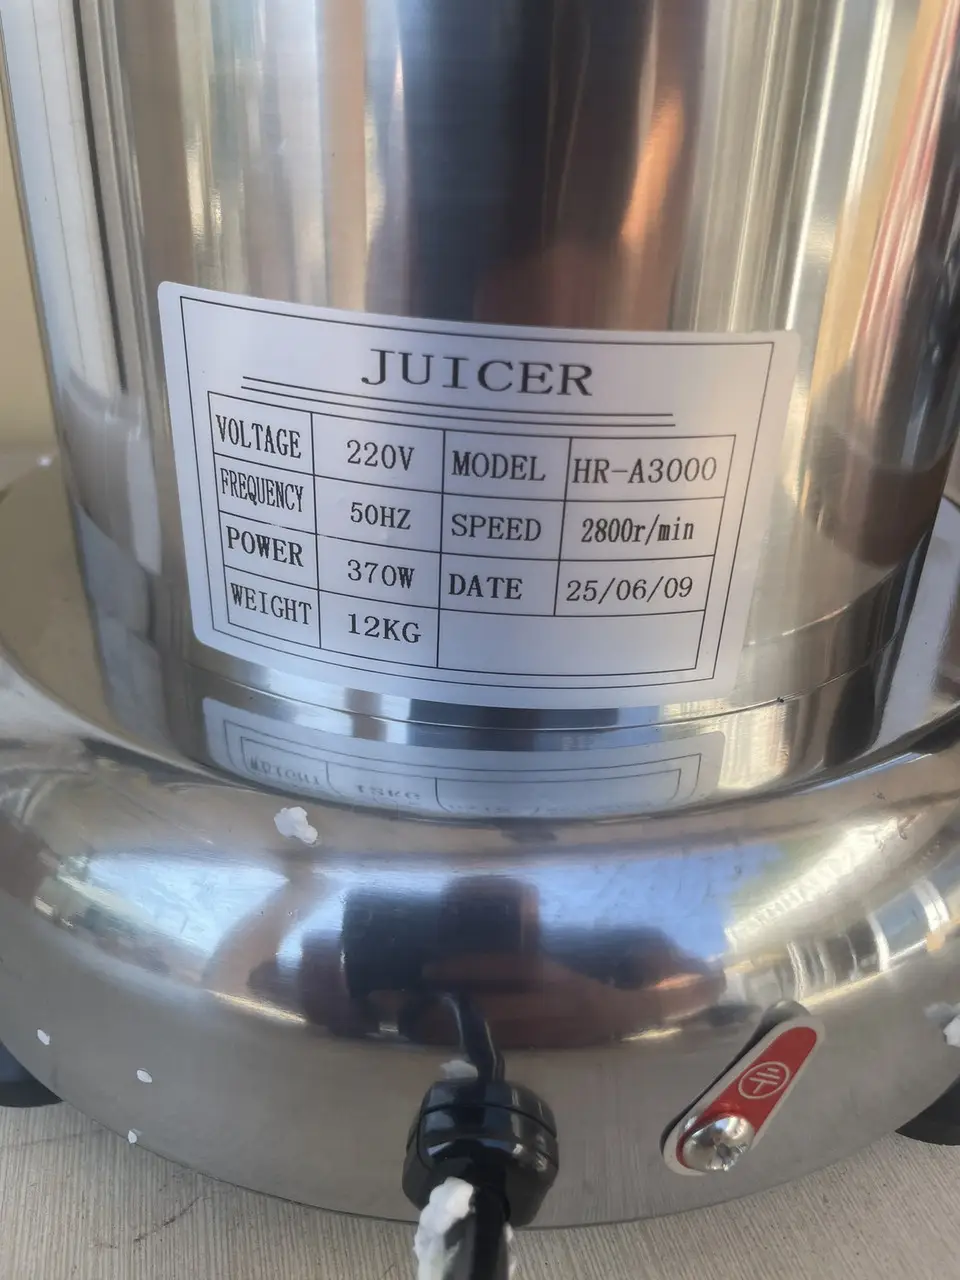 JUICER
VOLTAGE 220V MODEL HR-A3000
FREQUENCY 50HZ SPEED 2800r/min
POWER 370W DATE 25/06/09
WEIGHT 12KG